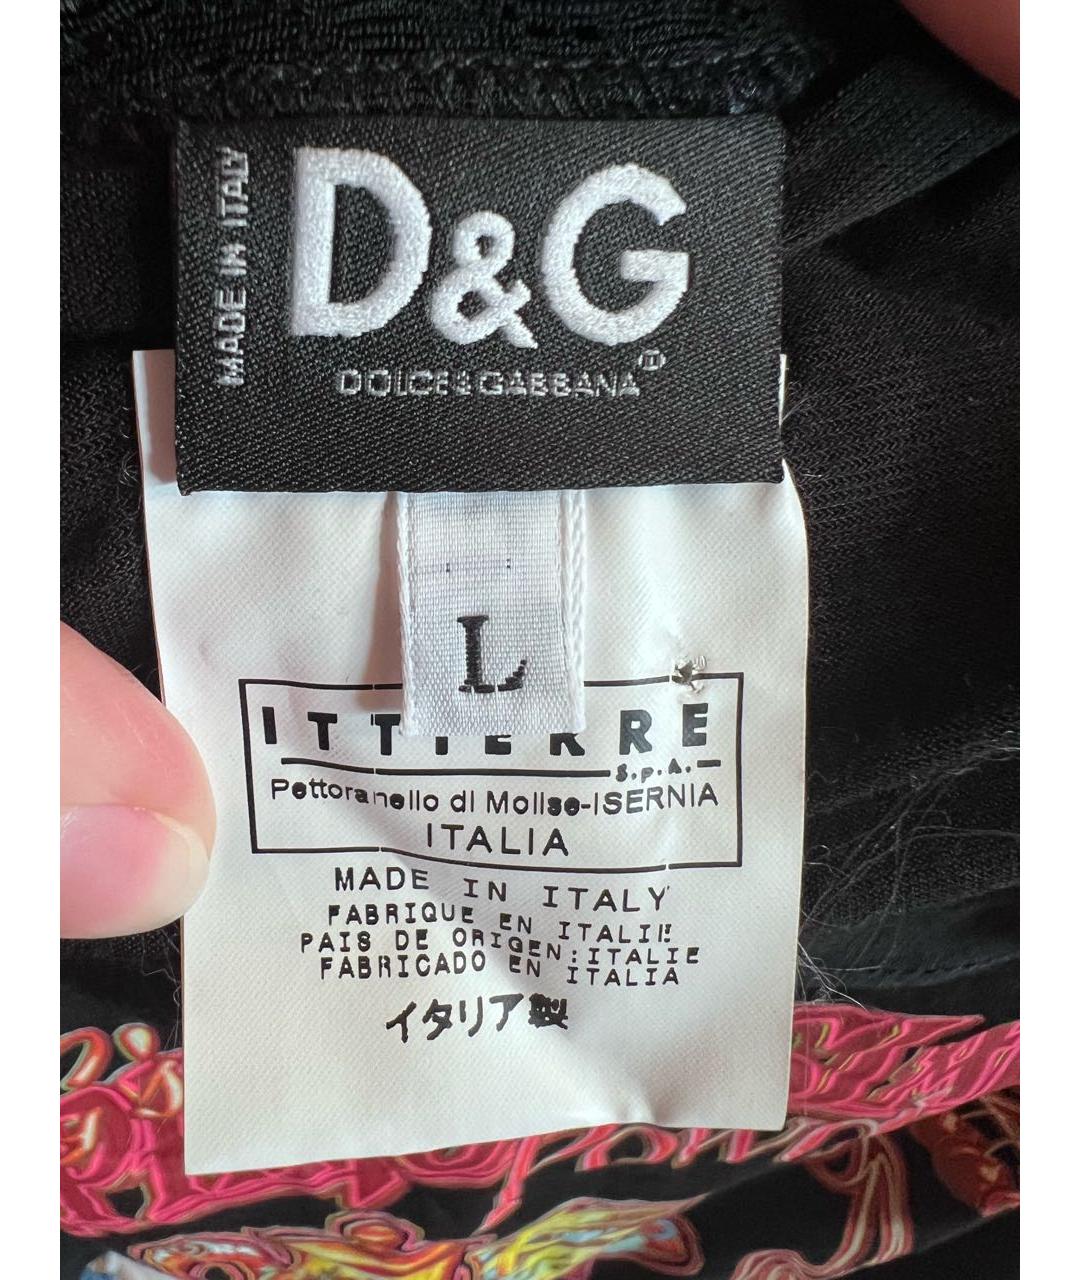 MADE IN ITALY
D&G
DOLCE&GABBANA
L
ITTIERRE
S.p.A.
Pettoranello di Molise-ISERNIA
ITALIA
MADE IN ITALY
FABRIQUE EN ITALIE
PAIS DE ORIGEN:ITALIE
FABRICADO EN ITALIA
イタリア製